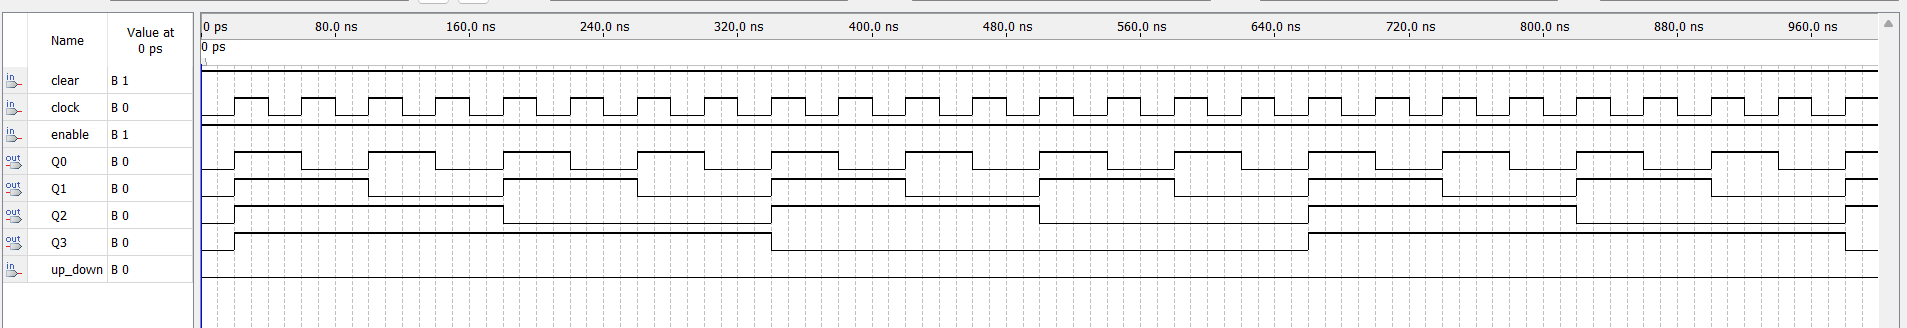 Name Value at 0 ps
0 ps 80.0 ns 160.0 ns 240.0 ns 320.0 ns 400.0 ns 480.0 ns 560.0 ns 640.0 ns 720.0 ns 800.0 ns 880.0 ns 960.0 ns
0 ps
in clear B 1
in clock B 0
in enable B 1
out Q0 B 0
out Q1 B 0
out Q2 B 0
out Q3 B 0
in up_down B 0